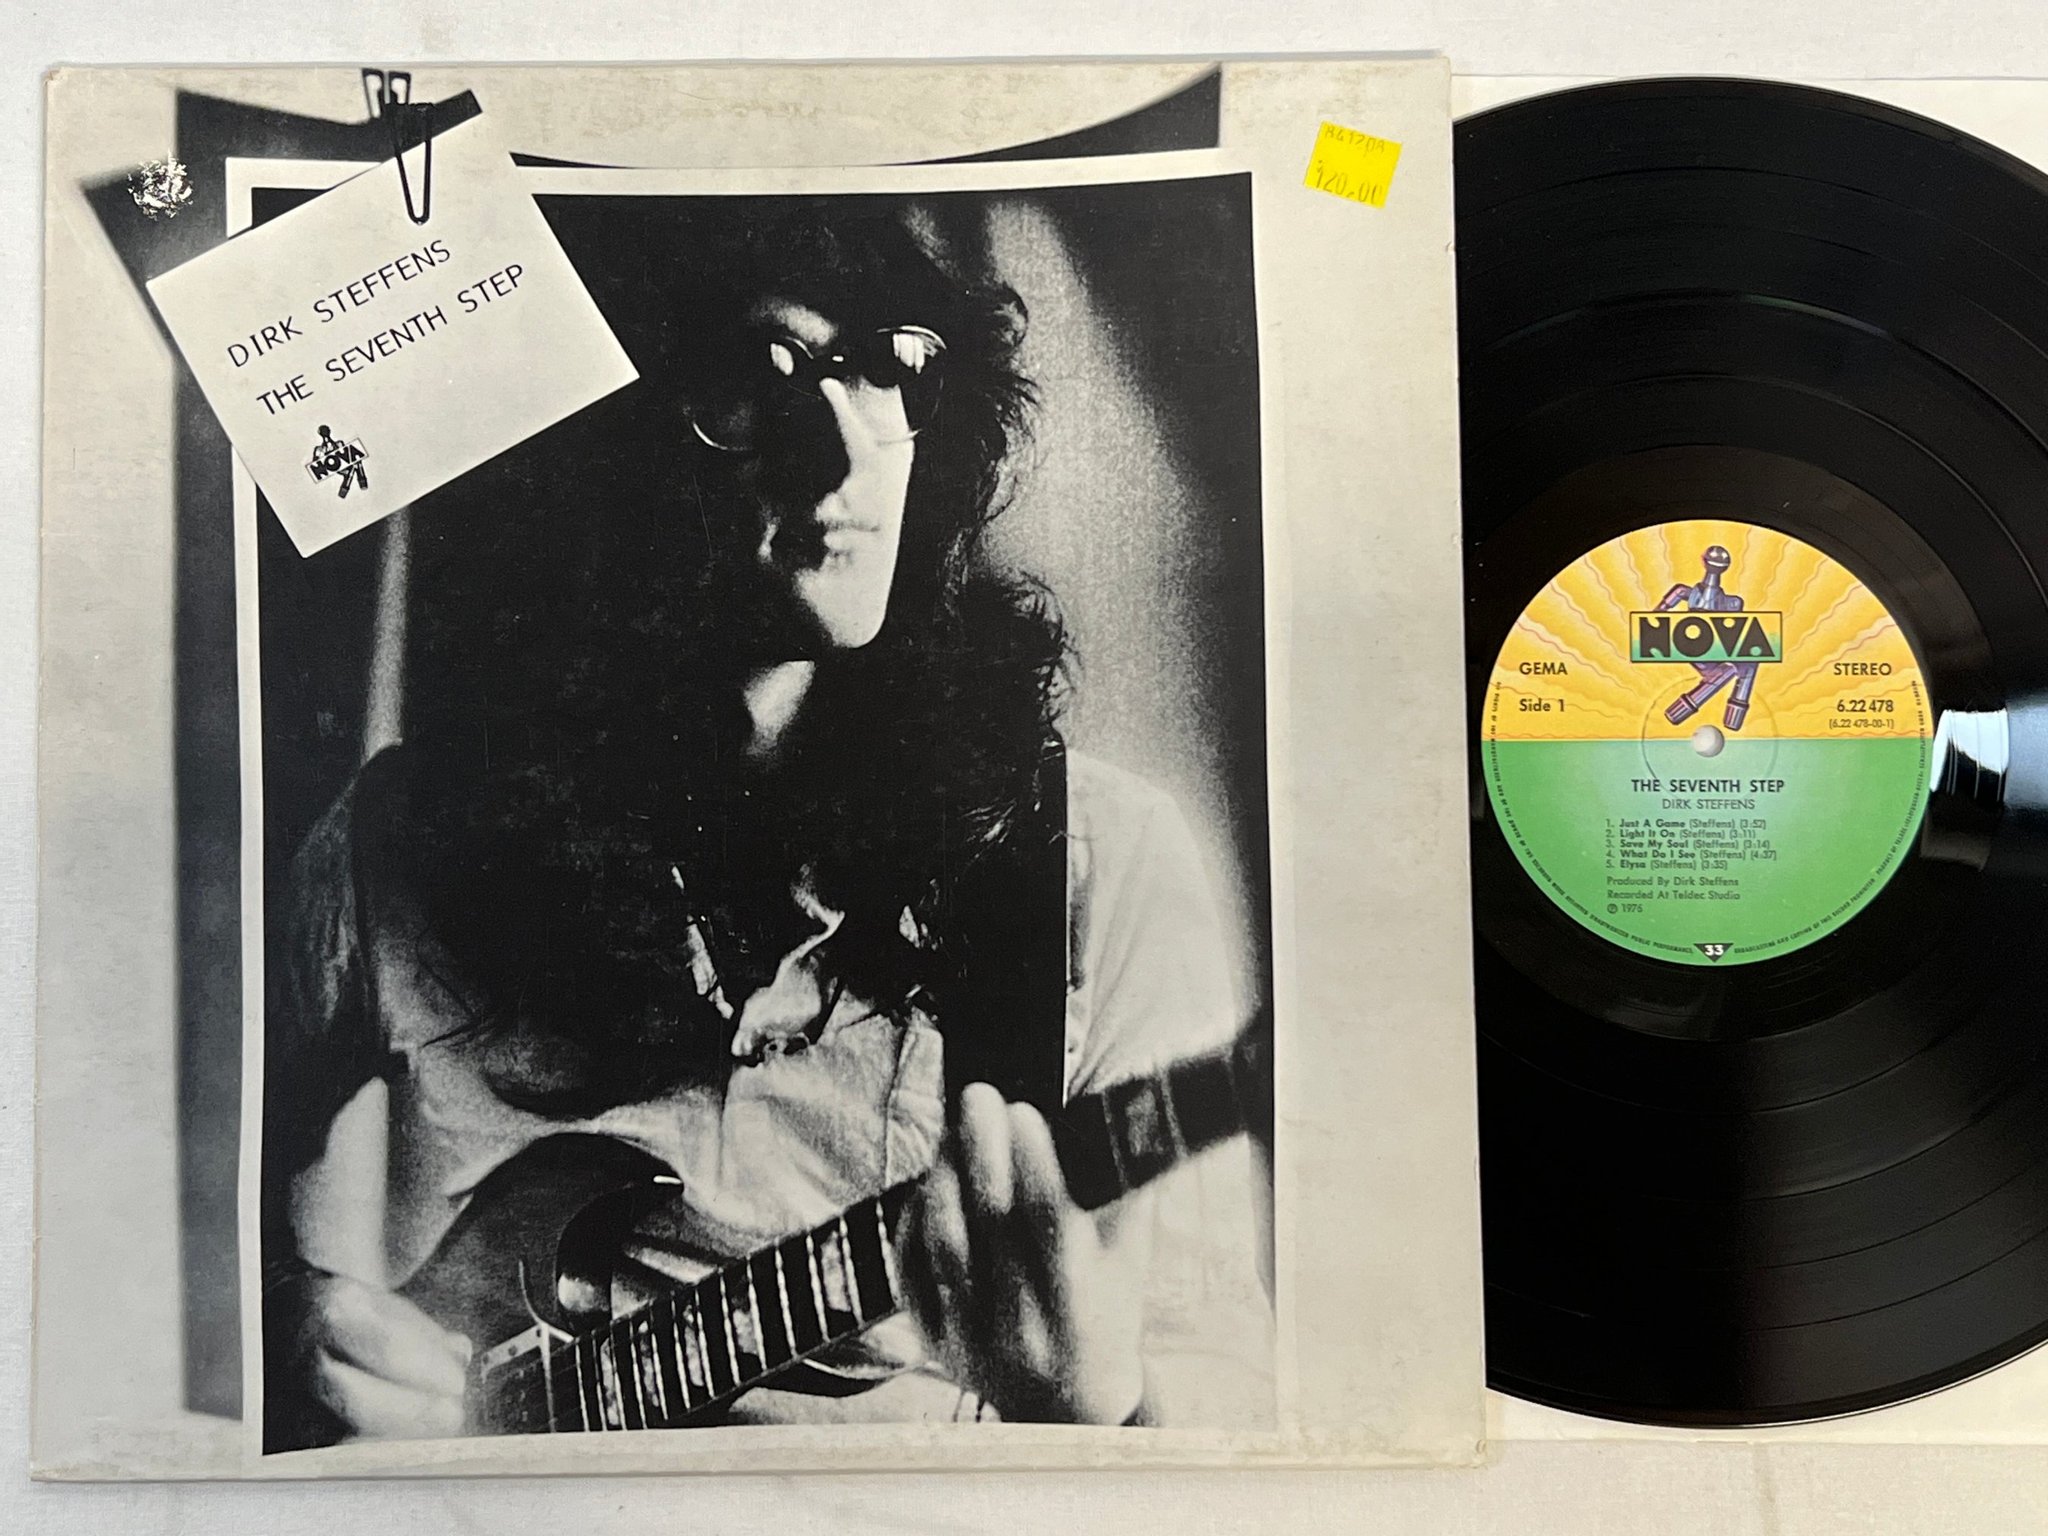 DIRK STEFFENS
THE SEVENTH STEP
NOVA
120.00
NOVA
GEMA
STEREO
Side 1
6.22 478
(6.22 478-00-1)
THE SEVENTH STEP
DIRK STEFFENS
1. Just A Game (Steffens) (3:52)
2. Light It On (Steffens) (3:11)
3. Save My Soul (Steffens) (3:14)
4. What Do I See (Steffens) (4:37)
5. Elysa (Steffens) (3:35)
Produced By Dirk Steffens
Recorded At Teldec Studio
Ⓟ 1976
33